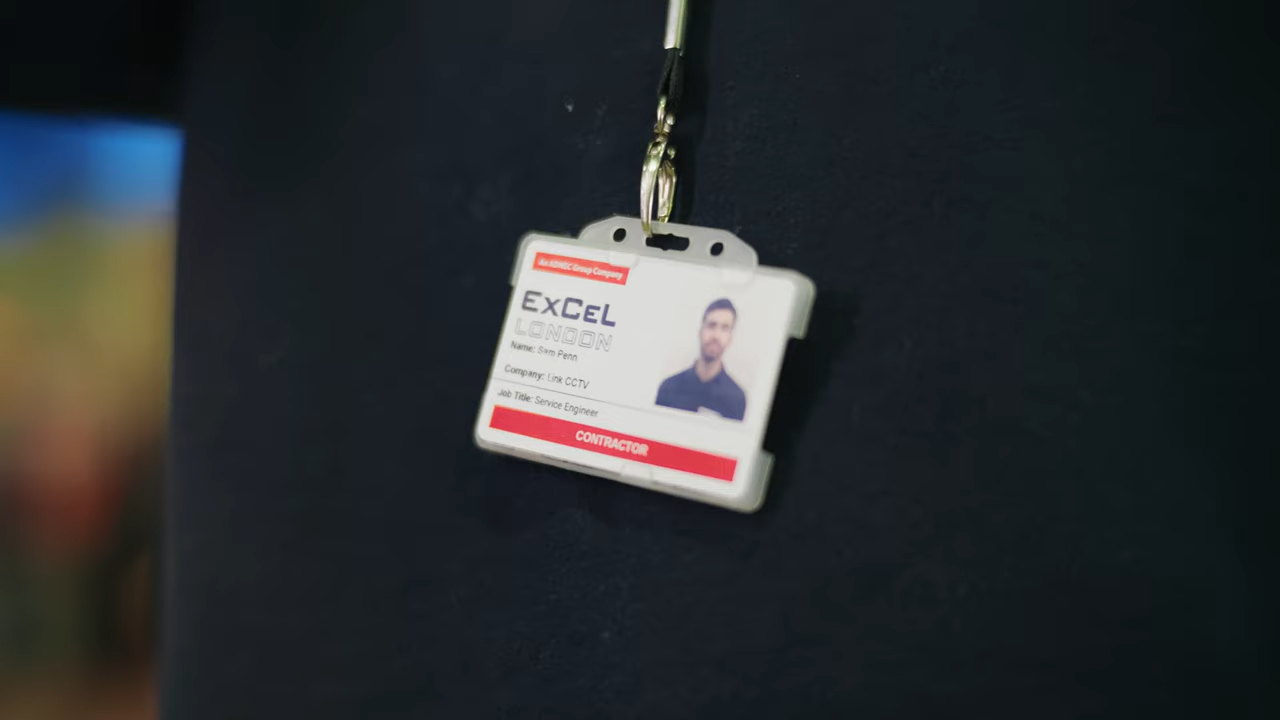 An ADNEC Group Company
ExCeL
LONDON
Name: Sam Penn
Company: Link CCTV
Job Title: Service Engineer
CONTRACTOR